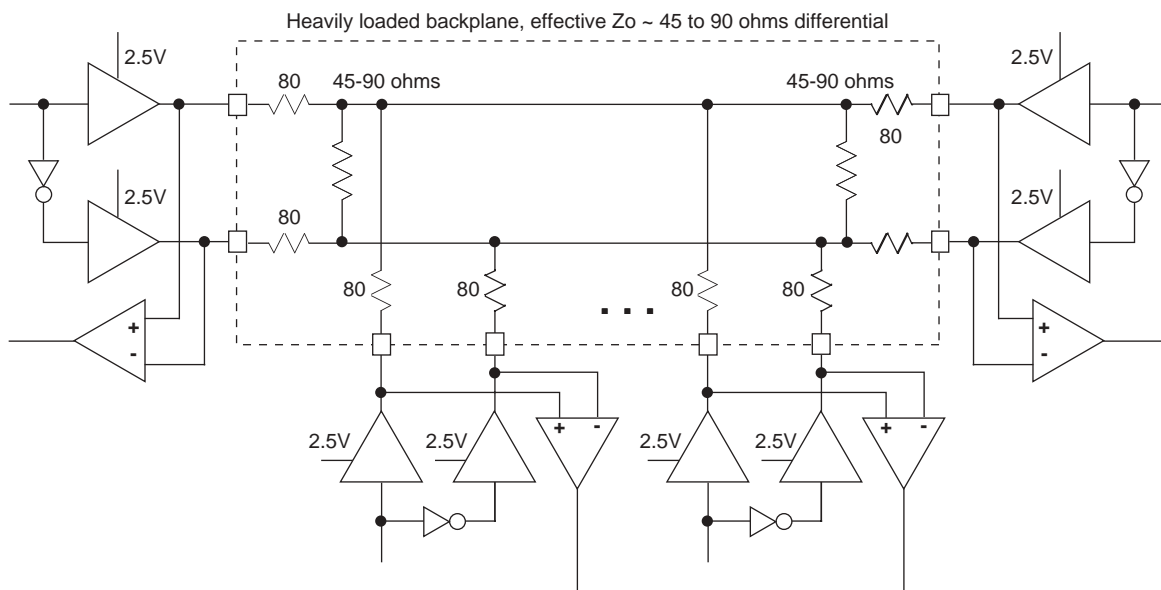 Heavily loaded backplane, effective Zo ~ 45 to 90 ohms differential
2.5V
2.5V
80
45-90 ohms
45-90 ohms
80
2.5V
80
2.5V
80
80
80
80
. . .
+
-
+
-
+
-
+
-
2.5V
2.5V
2.5V
2.5V